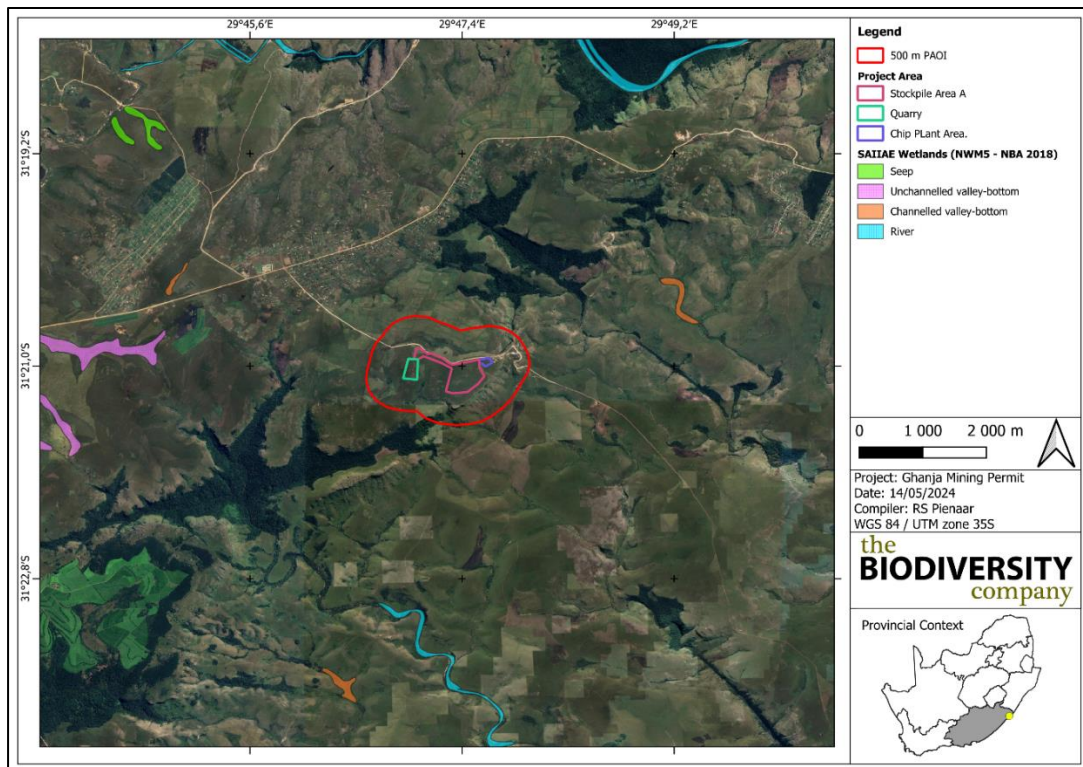 29°45,6'E
29°47,4'E
29°49,2'E
31°19,2'S
31°21,0'S
31°22,8'S
Legend
500 m PAOI
Project Area
Stockpile Area A
Quarry
Chip PLant Area.
SAIIAE Wetlands (NWM5 - NBA 2018)
Seep
Unchannelled valley-bottom
Channelled valley-bottom
River
0 1 000 2 000 m
Project: Ghanja Mining Permit
Date: 14/05/2024
Compiler: RS Pienaar
WGS 84 / UTM zone 35S
the
BIODIVERSITY
company
Provincial Context